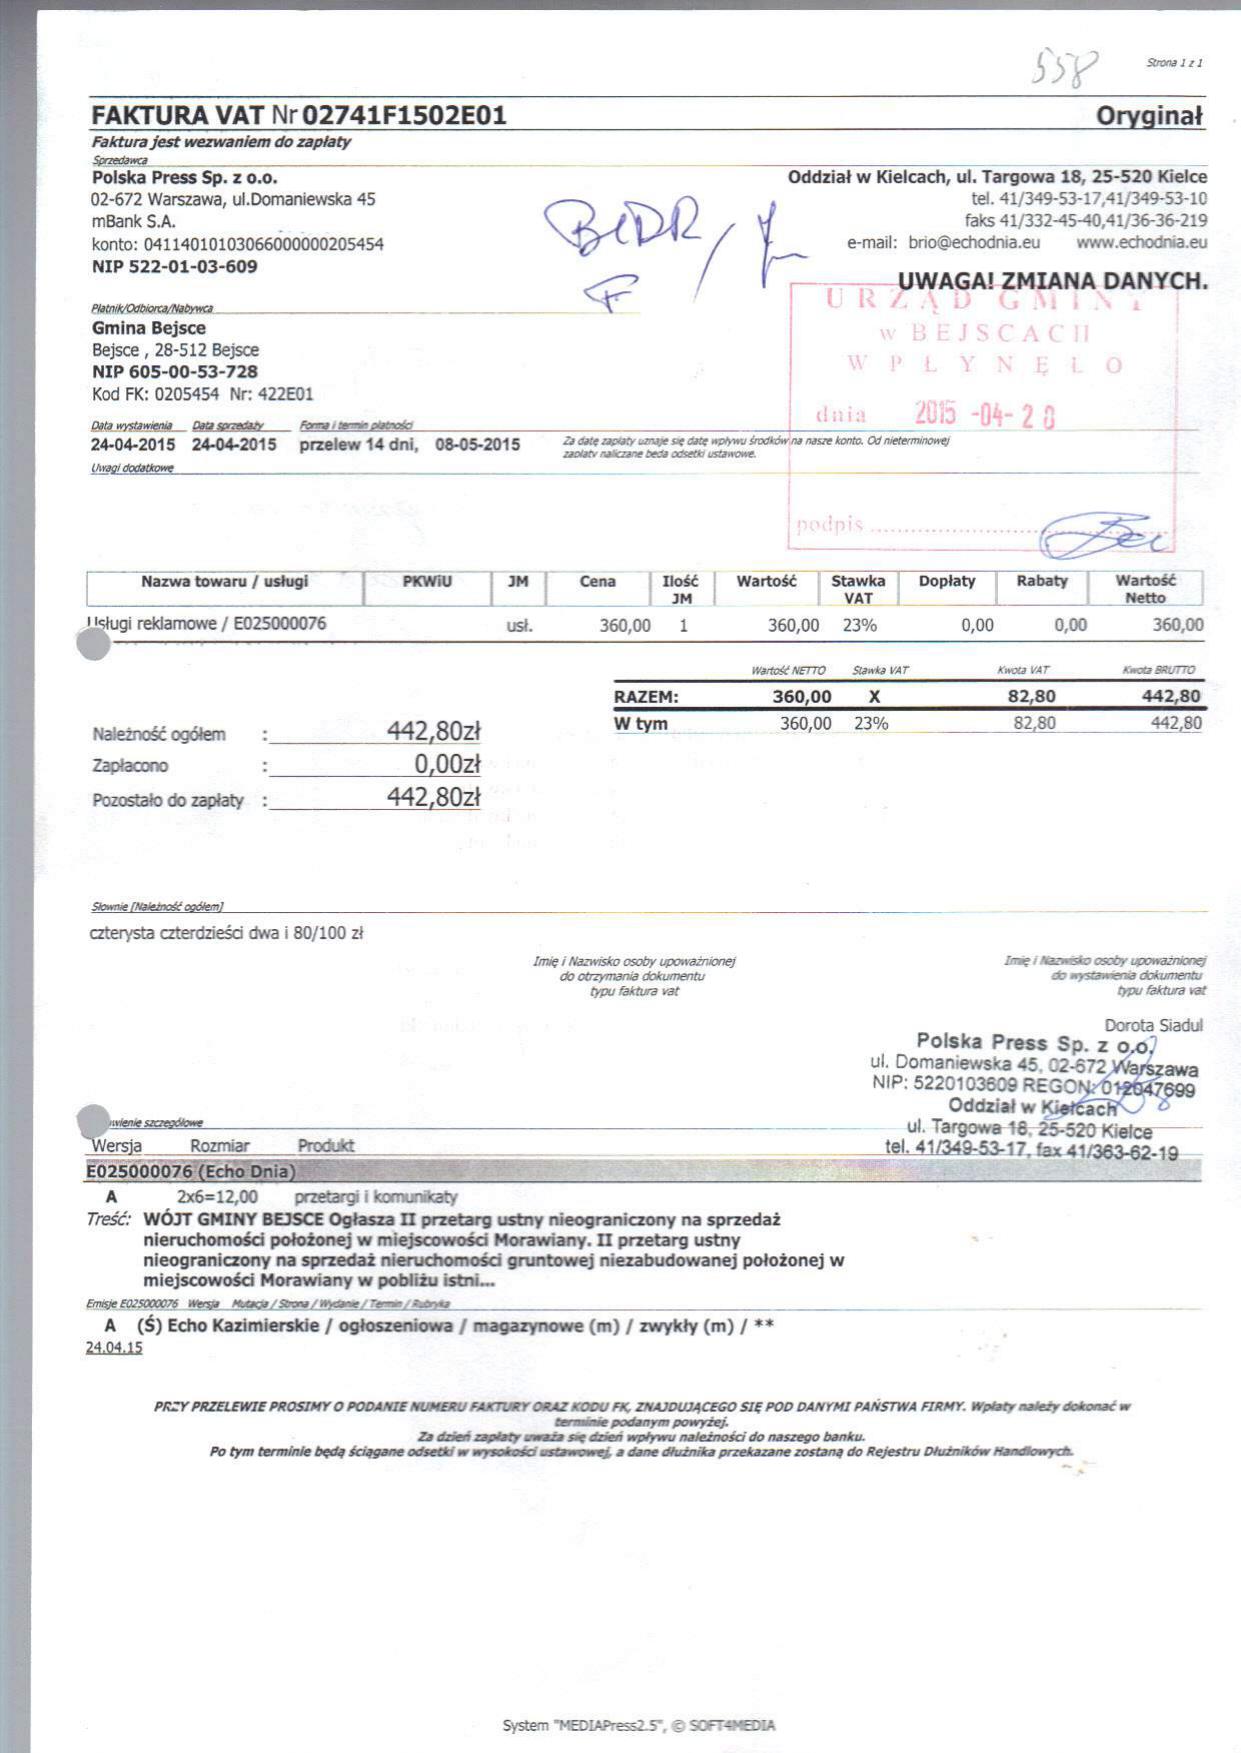 558
Strona 1 z 1
FAKTURA VAT Nr 02741F1502E01 Oryginał
Faktura jest wezwaniem do zapłaty
Sprzedawca
Polska Press Sp. z o.o.
02-672 Warszawa, ul.Domaniewska 45
mBank S.A.
konto: 04114010103066000000205454
NIP 522-01-03-609
Oddział w Kielcach, ul. Targowa 18, 25-520 Kielce
tel. 41/349-53-17,41/349-53-10
faks 41/332-45-40,41/36-36-219
e-mail: brio@echodnia.eu www.echodnia.eu
UWAGA! ZMIANA DANYCH.
Płatnik/Odbiorca/Nabywca
Gmina Bejsce
Bejsce , 28-512 Bejsce
NIP 605-00-53-728
Kod FK: 0205454 Nr: 422E01
URZĄD GMINY
w BEJSCACH
WPŁYNĘŁO
dnia 2015 -04- 2 8
podpis
Data wystawienia Data sprzedaży Forma i termin płatności
24-04-2015 24-04-2015 przelew 14 dni, 08-05-2015
Za datę zapłaty uznaje się datę wpływu środków na nasze konto. Od nieterminowej
zapłaty naliczane beda odsetki ustawowe.
Uwagi dodatkowe
Nazwa towaru / usługi PKWiU JM Cena Ilość JM Wartość Stawka VAT Dopłaty Rabaty Wartość Netto
Usługi reklamowe / E025000076 usł. 360,00 1 360,00 23% 0,00 0,00 360,00
Wartość NETTO Stawka VAT Kwota VAT Kwota BRUTTO
RAZEM: 360,00 X 82,80 442,80
W tym 360,00 23% 82,80 442,80
Należność ogółem : 442,80zł
Zapłacono : 0,00zł
Pozostało do zapłaty : 442,80zł
Słownie [Należność ogółem]
czterysta czterdzieści dwa i 80/100 zł
Imię i Nazwisko osoby upoważnionej
do otrzymania dokumentu
typu faktura vat
Imię i Nazwisko osoby upoważnionej
do wystawienia dokumentu
typu faktura vat
Dorota Siadul
Polska Press Sp. z o.o.
ul. Domaniewska 45, 02-672 Warszawa
NIP: 5220103609 REGON: 012047699
Oddział w Kielcach
ul. Targowa 18, 25-520 Kielce
tel. 41/349-53-17, fax 41/363-62-19
wienie szczegółowe
Wersja Rozmiar Produkt
E025000076 (Echo Dnia)
A 2x6=12,00 przetargi i komunikaty
Treść: WÓJT GMINY BEJSCE Ogłasza II przetarg ustny nieograniczony na sprzedaż
nieruchomości położonej w miejscowości Morawiany. II przetarg ustny
nieograniczony na sprzedaż nieruchomości gruntowej niezabudowanej położonej w
miejscowości Morawiany w pobliżu istni...
Emisje E025000076 Wersja Mutacja / Strona / Wydanie / Termin / Rubryka
A (Ś) Echo Kazimierskie / ogłoszeniowa / magazynowe (m) / zwykły (m) / **
24.04.15
PRZY PRZELEWIE PROSIMY O PODANIE NUMERU FAKTURY ORAZ KODU FK, ZNAJDUJĄCEGO SIĘ POD DANYMI PAŃSTWA FIRMY. Wpłaty należy dokonać w
terminie podanym powyżej.
Za dzień zapłaty uważa się dzień wpływu należności do naszego banku.
Po tym terminie będą ściągane odsetki w wysokości ustawowej, a dane dłużnika przekazane zostaną do Rejestru Dłużników Handlowych.
System "MEDIAPress2.5", © SOFT4MEDIA